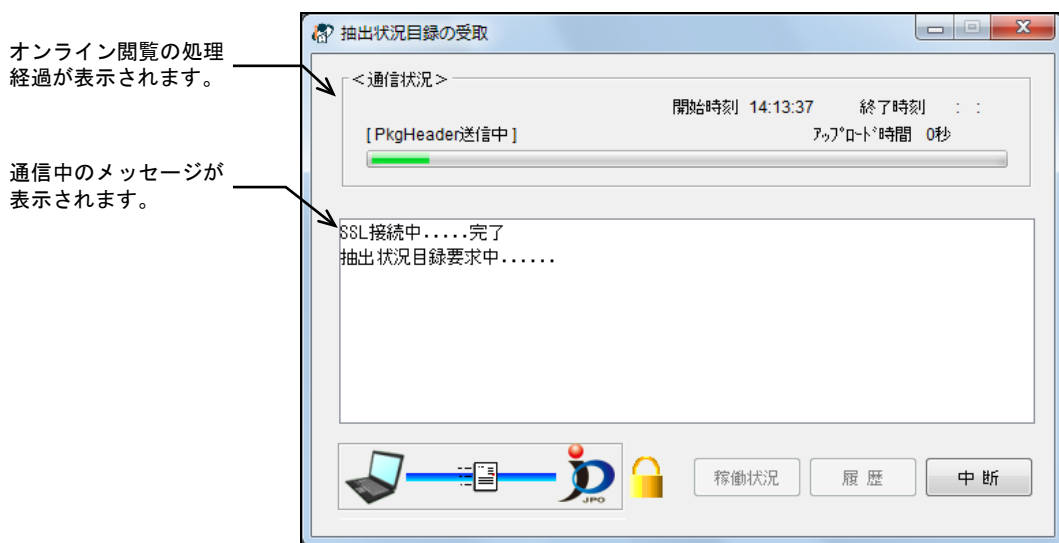 抽出状況目録の受取
オンライン閲覧の処理
経過が表示されます。
<通信状況>
開始時刻 14:13:37 終了時刻 : :
[PkgHeader送信中] アップロード時間 0秒
通信中のメッセージが
表示されます。
SSL接続中.....完了
抽出状況目録要求中......
JPO
稼働状況 履 歴 中 断